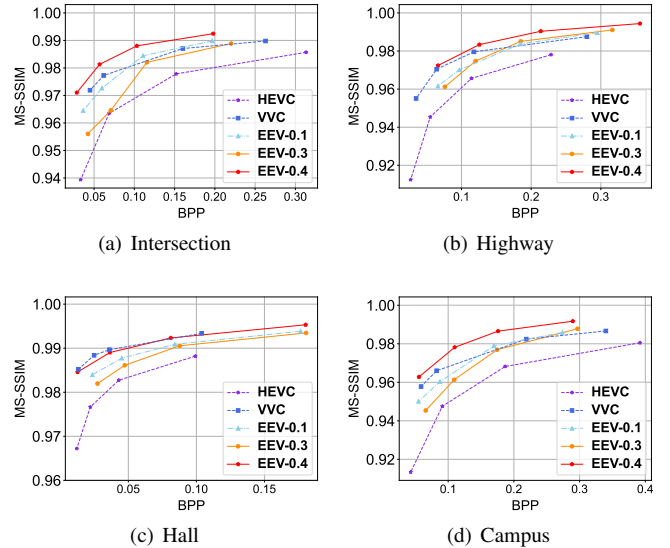 1.00
0.99
0.98
0.97
0.96
0.95
0.94
MS-SSIM
0.05 0.10 0.15 0.20 0.25 0.30
BPP
HEVC
VVC
EEV-0.1
EEV-0.3
EEV-0.4
(a) Intersection
1.00
0.98
0.96
0.94
0.92
MS-SSIM
0.1 0.2 0.3
BPP
HEVC
VVC
EEV-0.1
EEV-0.3
EEV-0.4
(b) Highway
1.00
0.99
0.98
0.97
0.96
MS-SSIM
0.05 0.10 0.15
BPP
HEVC
VVC
EEV-0.1
EEV-0.3
EEV-0.4
(c) Hall
1.00
0.98
0.96
0.94
0.92
MS-SSIM
0.1 0.2 0.3 0.4
BPP
HEVC
VVC
EEV-0.1
EEV-0.3
EEV-0.4
(d) Campus